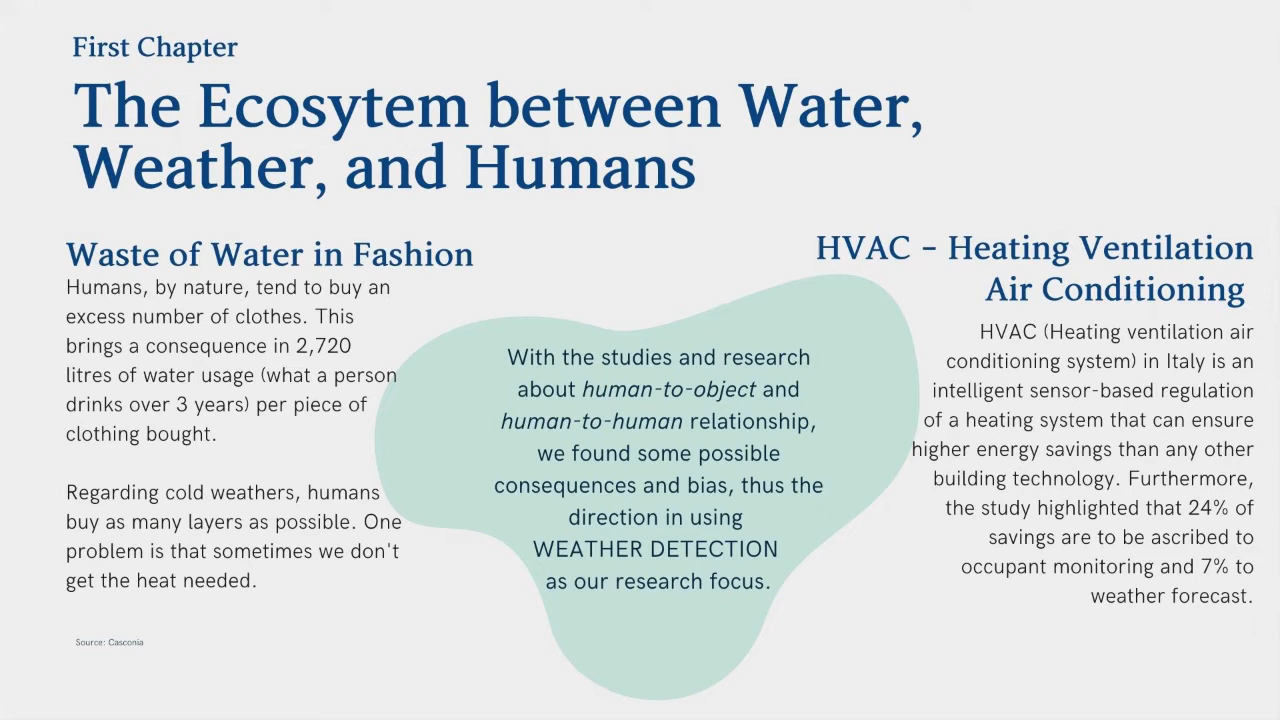 First Chapter
The Ecosytem between Water,
Weather, and Humans
Waste of Water in Fashion
Humans, by nature, tend to buy an
excess number of clothes. This
brings a consequence in 2,720
litres of water usage (what a person
drinks over 3 years) per piece of
clothing bought.
Regarding cold weathers, humans
buy as many layers as possible. One
problem is that sometimes we don't
get the heat needed.
Source: Casconia
With the studies and research
about human-to-object and
human-to-human relationship,
we found some possible
consequences and bias, thus the
direction in using
WEATHER DETECTION
as our research focus.
HVAC - Heating Ventilation
Air Conditioning
HVAC (Heating ventilation air
conditioning system) in Italy is an
intelligent sensor-based regulation
of a heating system that can ensure
higher energy savings than any other
building technology. Furthermore,
the study highlighted that 24% of
savings are to be ascribed to
occupant monitoring and 7% to
weather forecast.